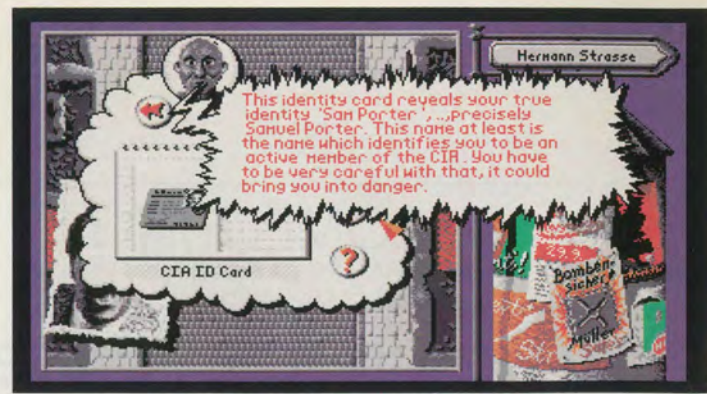 Hermann Strasse
This identity card reveals your true
identity 'Sam Porter',..,precisely
Samuel Porter. This name at least is
the name which identifies you to be an
active member of the CIA. You have
to be very careful with that, it could
bring you into danger.
?
CIA ID Card
29.9.
Bomben-
sicher!
Müller